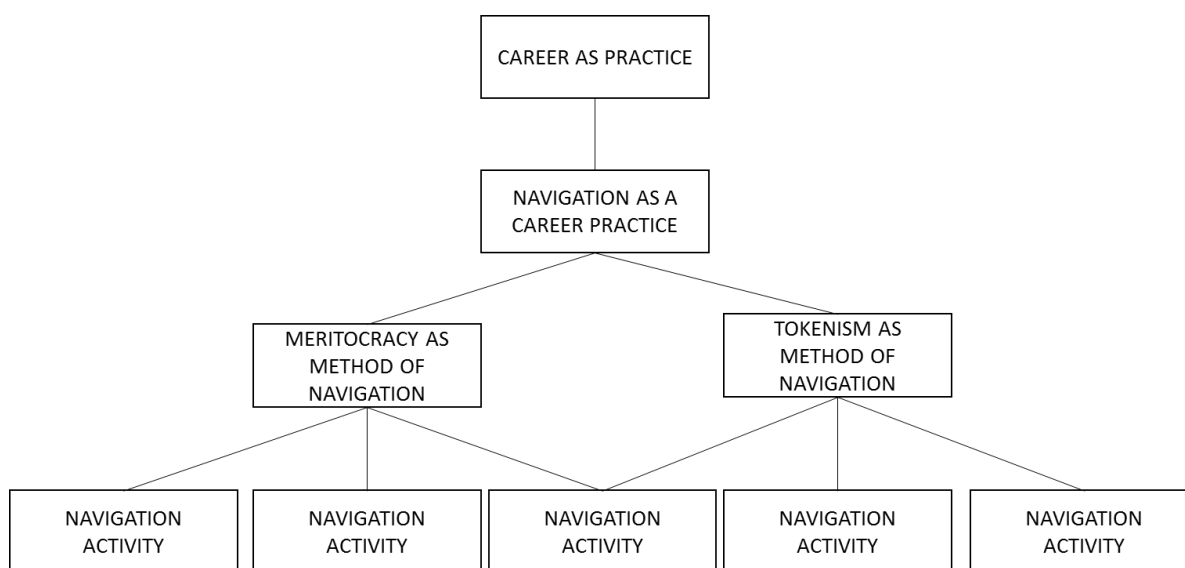 CAREER AS PRACTICE
NAVIGATION AS A
CAREER PRACTICE
MERITOCRACY AS
METHOD OF
NAVIGATION
TOKENISM AS
METHOD OF
NAVIGATION
NAVIGATION
ACTIVITY
NAVIGATION
ACTIVITY
NAVIGATION
ACTIVITY
NAVIGATION
ACTIVITY
NAVIGATION
ACTIVITY